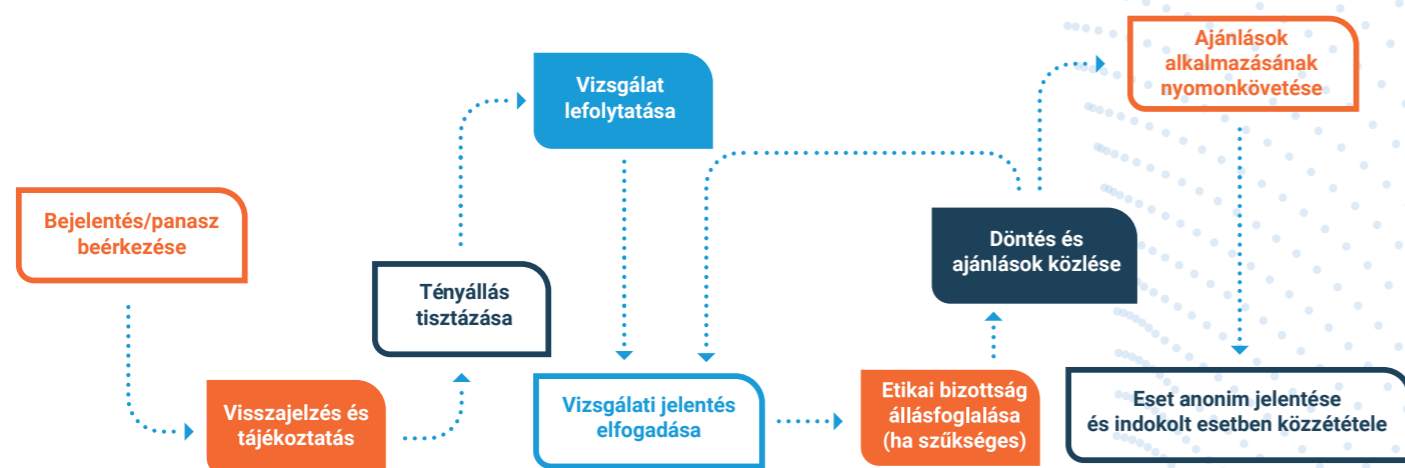 Bejelentés/panasz
beérkezése
Visszajelzés és
tájékoztatás
Tényállás
tisztázása
Vizsgálat
lefolytatása
Vizsgálati jelentés
elfogadása
Etikai bizottság
állásfoglalása
(ha szükséges)
Döntés és
ajánlások közlése
Ajánlások
alkalmazásának
nyomonkövetése
Eset anonim jelentése
és indokolt esetben közzététele